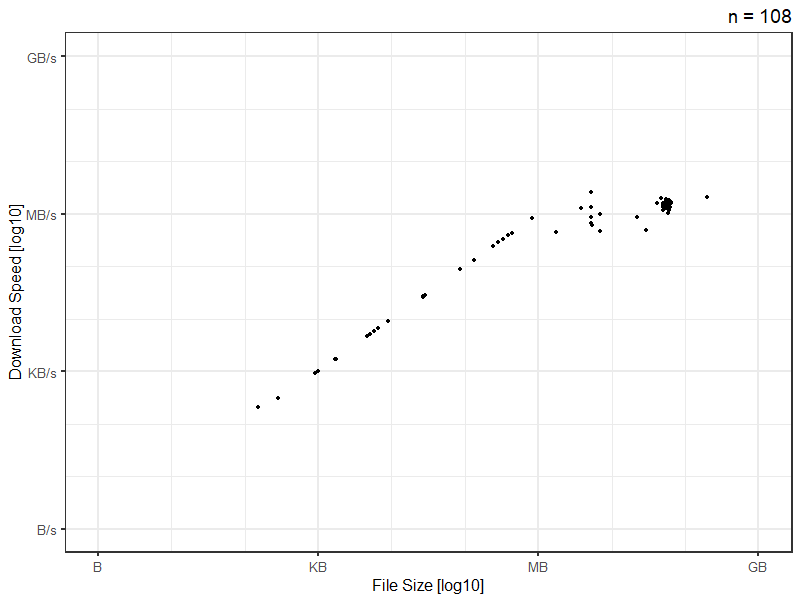 n = 108
GB/s
MB/s
KB/s
B/s
Download Speed [log10]
B
KB
MB
GB
File Size [log10]